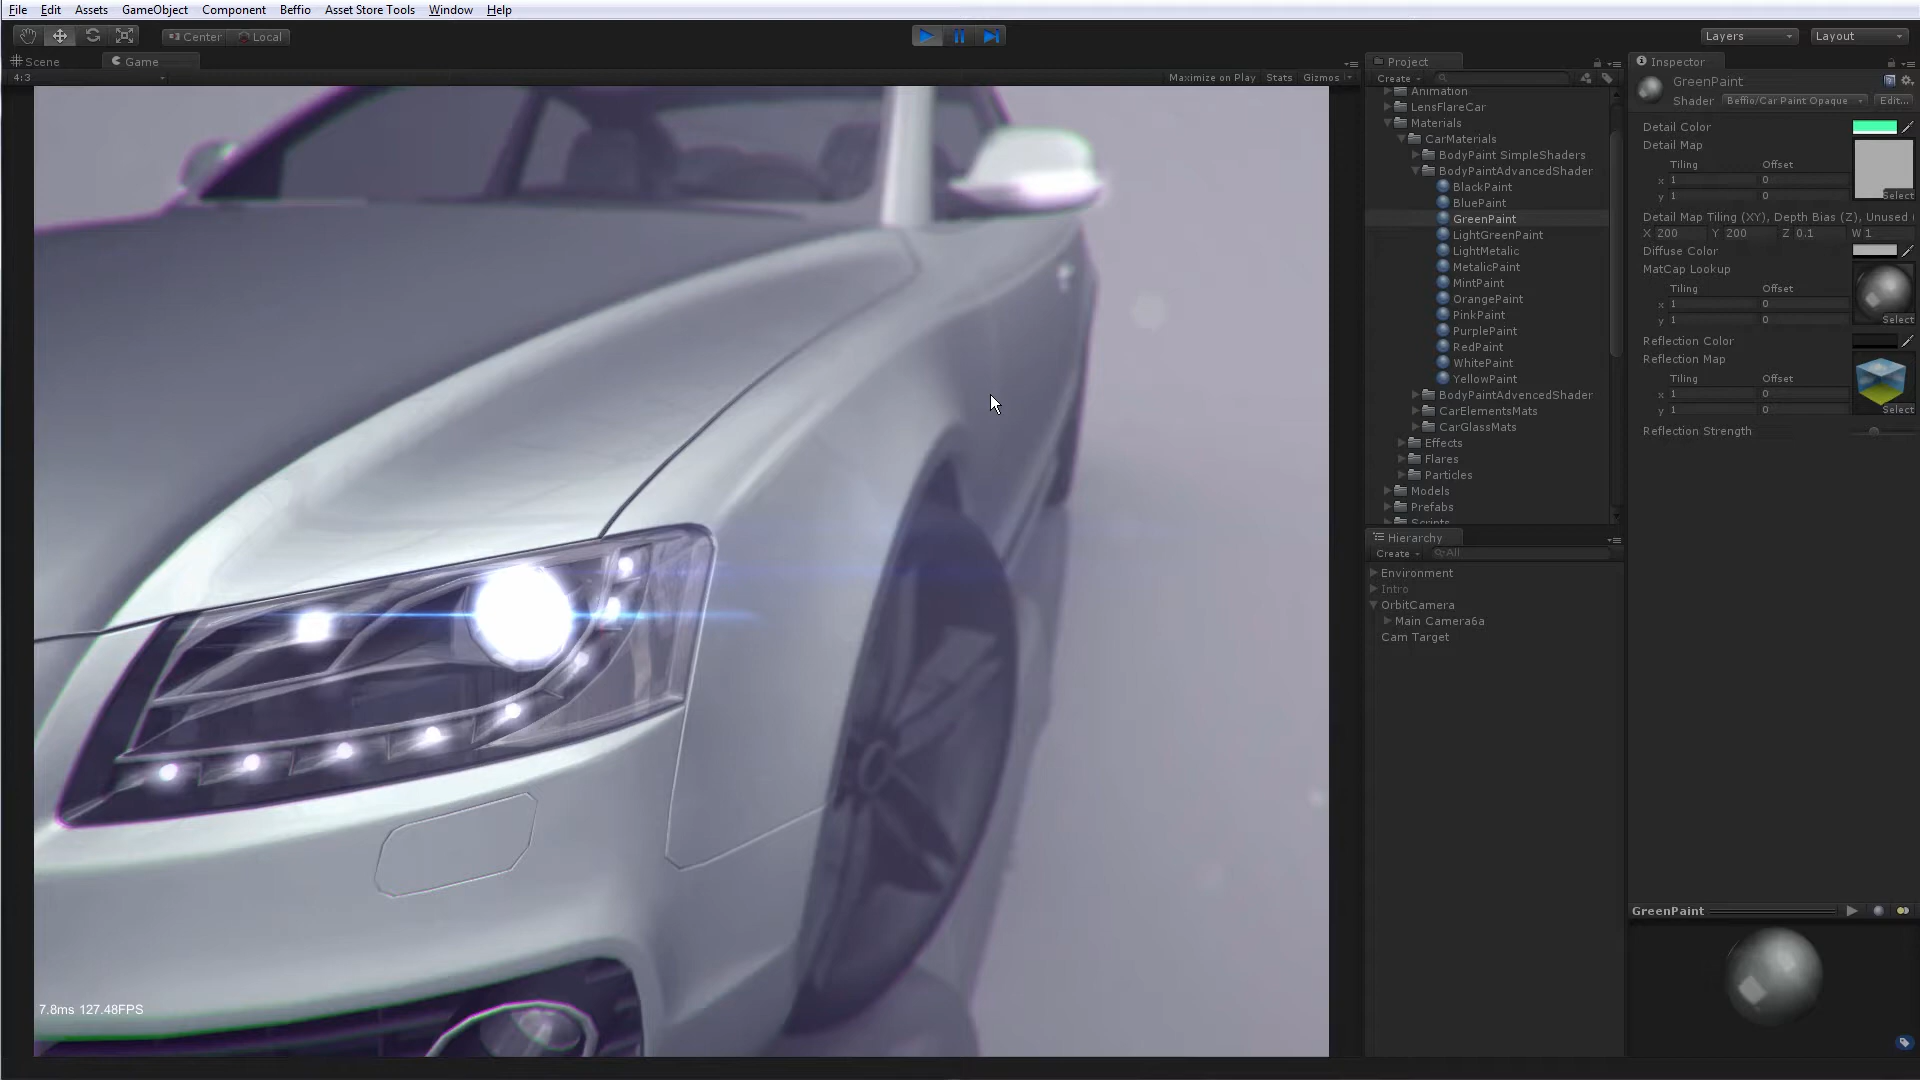 File Edit Assets GameObject Component Beffio Asset Store Tools Window Help
Center Local
Layers Layout
Scene Game
4:3 Maximize on Play Stats Gizmos
Project
Create
Animation
LensFlareCar
Materials
CarMaterials
BodyPaint SimpleShaders
BodyPaintAdvancedShader
BlackPaint
BluePaint
GreenPaint
LightGreenPaint
LightMetalic
MetalicPaint
MintPaint
OrangePaint
PinkPaint
PurplePaint
RedPaint
WhitePaint
YellowPaint
BodyPaintAdvencedShader
CarElementsMats
CarGlassMats
Effects
Flares
Particles
Models
Prefabs
Scripts
Hierarchy
Create All
Environment
Intro
OrbitCamera
Main Camera6a
Cam Target
Inspector
GreenPaint
Shader Beffio/Car Paint Opaque Edit...
Detail Color
Detail Map
Tiling Offset
x 1 0
y 1 0
Select
Detail Map Tiling (XY), Depth Bias (Z), Unused (
X 200 Y 200 Z 0.1 W 1
Diffuse Color
MatCap Lookup
Tiling Offset
x 1 0
y 1 0
Select
Reflection Color
Reflection Map
Tiling Offset
x 1 0
y 1 0
Select
Reflection Strength
GreenPaint
7.8ms 127.48FPS